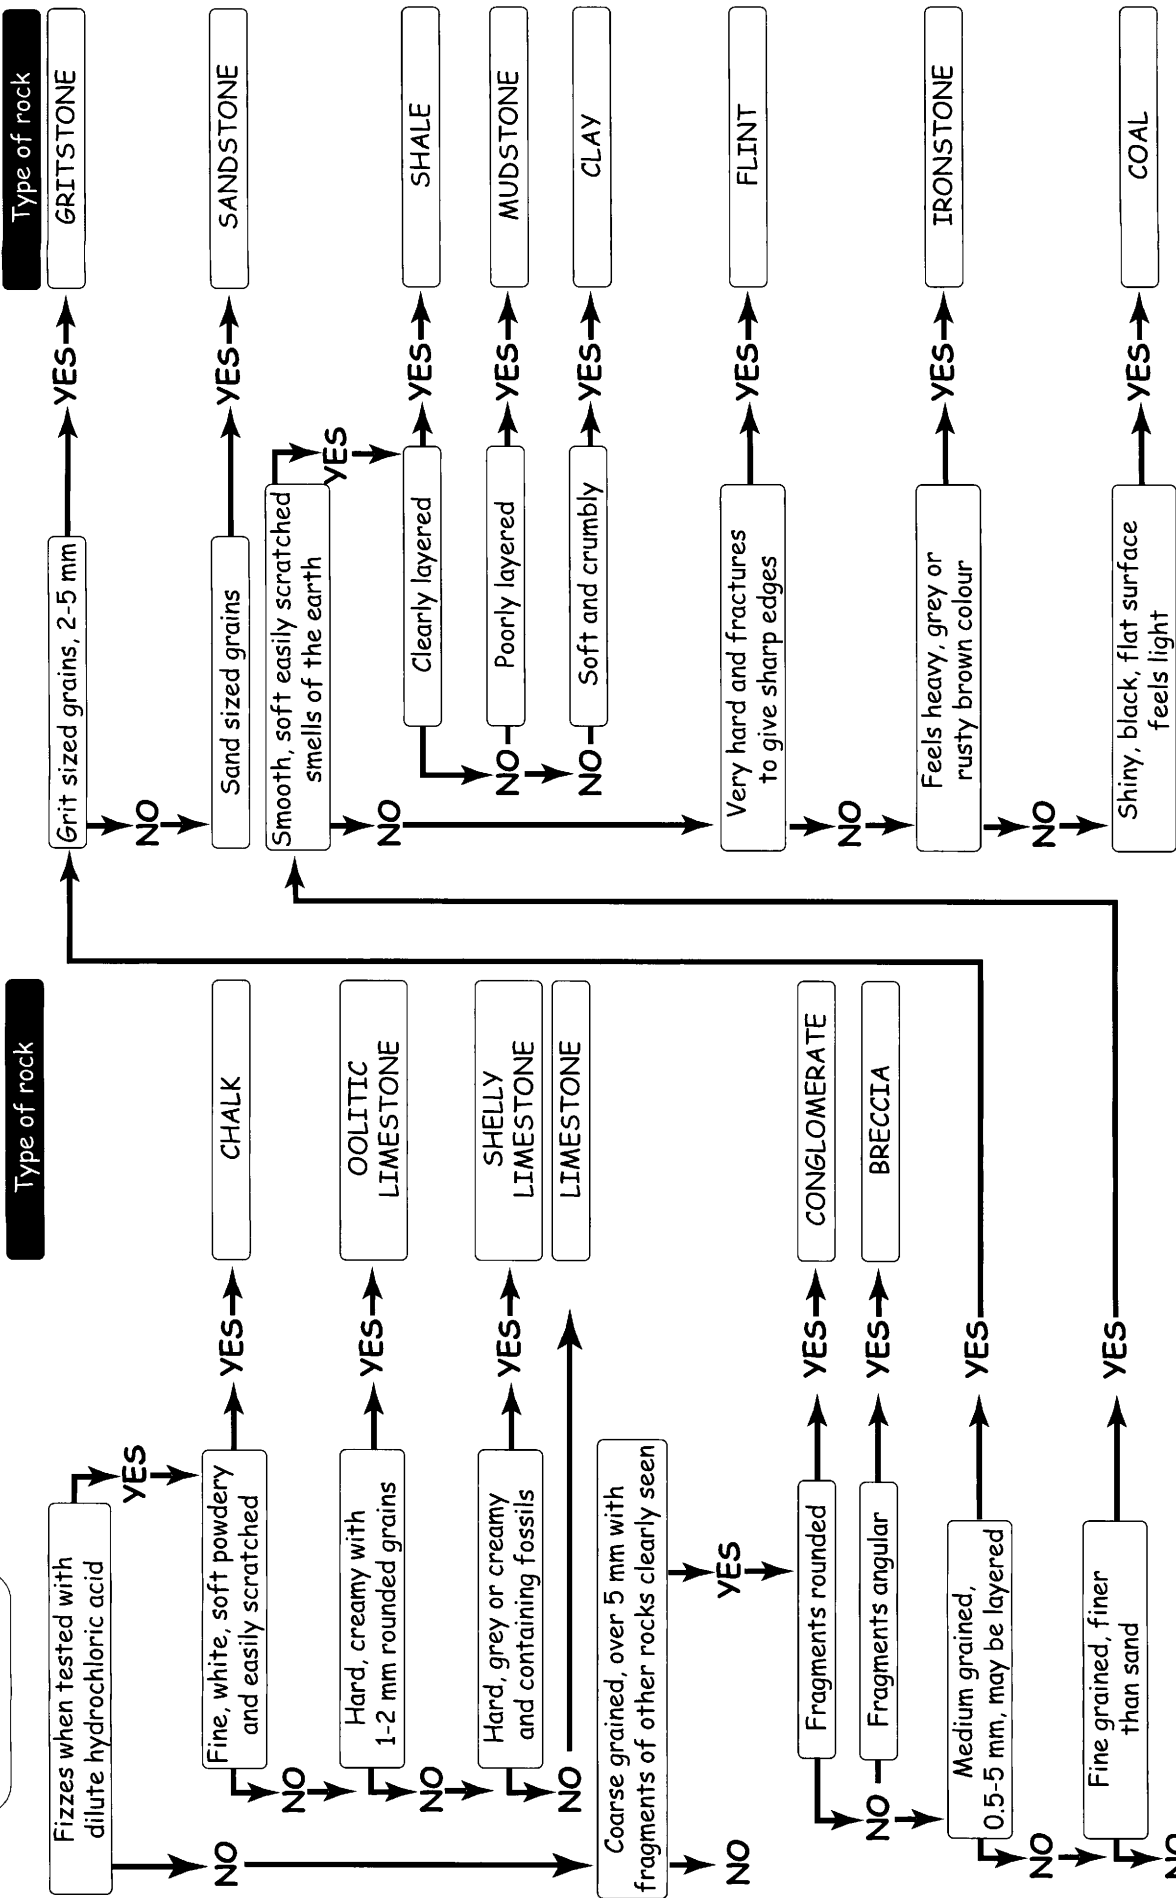 Type of rock
Fizzes when tested with
dilute hydrochloric acid
YES
NO
Fine, white, soft powdery
and easily scratched
YES
CHALK
NO
Hard, creamy with
1-2 mm rounded grains
YES
OOLITIC
LIMESTONE
NO
Hard, grey or creamy
and containing fossils
YES
SHELLY
LIMESTONE
NO
LIMESTONE
Coarse grained, over 5 mm with
fragments of other rocks clearly seen
YES
NO
Fragments rounded
YES
CONGLOMERATE
NO
Fragments angular
YES
BRECCIA
Medium grained,
0.5-5 mm, may be layered
YES
NO
Fine grained, finer
than sand
YES
NO
Type of rock
Grit sized grains, 2-5 mm
YES
GRITSTONE
NO
Sand sized grains
YES
SANDSTONE
Smooth, soft easily scratched
smells of the earth
YES
NO
Clearly layered
YES
SHALE
NO
Poorly layered
YES
MUDSTONE
NO
Soft and crumbly
YES
CLAY
Very hard and fractures
to give sharp edges
YES
FLINT
NO
Feels heavy, grey or
rusty brown colour
YES
IRONSTONE
NO
Shiny, black, flat surface
feels light
YES
COAL